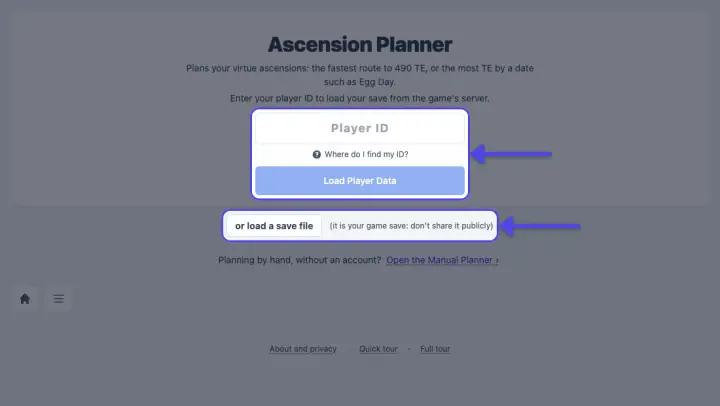 Ascension Planner
Plans your virtue ascensions: the fastest route to 490 TE, or the most TE by a date
such as Egg Day.
Enter your player ID to load your save from the game's server.
Player ID
? Where do I find my ID?
Load Player Data
or load a save file (it is your game save: don't share it publicly)
Planning by hand, without an account? Open the Manual Planner ›
About and privacy · Quick tour · Full tour